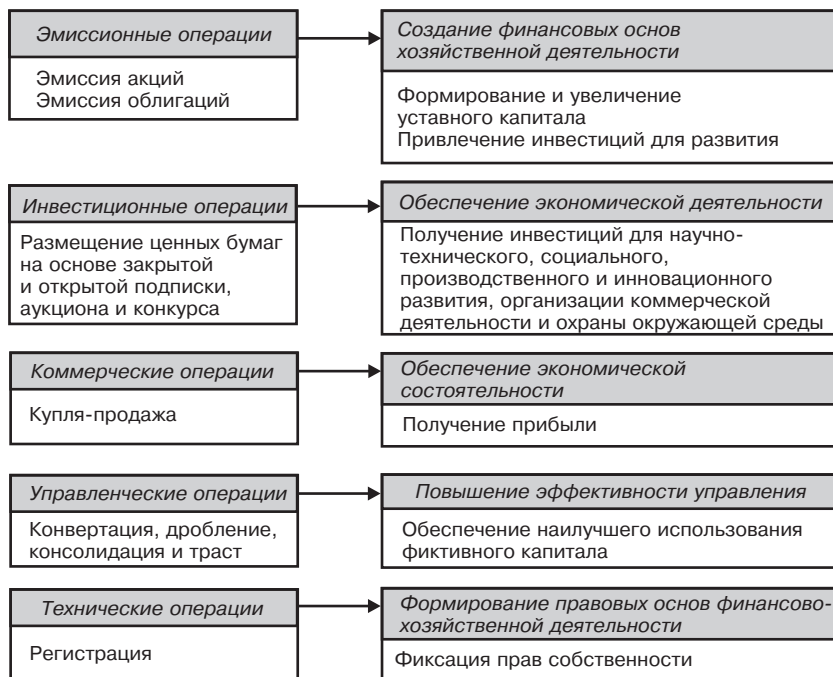 Эмиссионные операции
Эмиссия акций
Эмиссия облигаций
Создание финансовых основ
хозяйственной деятельности
Формирование и увеличение
уставного капитала
Привлечение инвестиций для развития
Инвестиционные операции
Размещение ценных бумаг
на основе закрытой
и открытой подписки,
аукциона и конкурса
Обеспечение экономической деятельности
Получение инвестиций для научно-
технического, социального,
производственного и инновационного
развития, организации коммерческой
деятельности и охраны окружающей среды
Коммерческие операции
Купля-продажа
Обеспечение экономической
состоятельности
Получение прибыли
Управленческие операции
Конвертация, дробление,
консолидация и траст
Повышение эффективности управления
Обеспечение наилучшего использования
фиктивного капитала
Технические операции
Регистрация
Формирование правовых основ финансово-
хозяйственной деятельности
Фиксация прав собственности